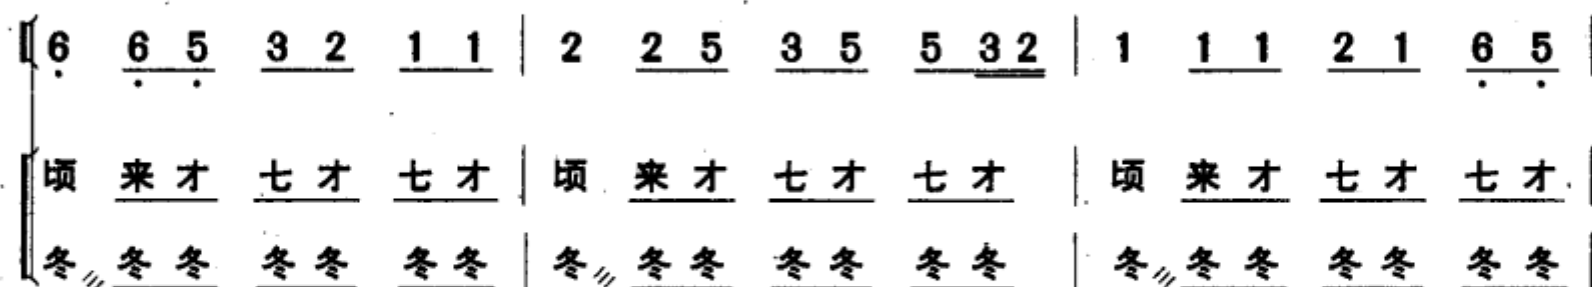 6 6 5 3 2 1 1 | 2 2 5 3 5 5 3 2 | 1 1 1 2 1 6 5
顷 来 才 七 才 七 才 | 顷 来 才 七 才 七 才 | 顷 来 才 七 才 七 才
冬 冬 冬 冬 冬 冬 冬 | 冬 冬 冬 冬 冬 冬 冬 | 冬 冬 冬 冬 冬 冬 冬